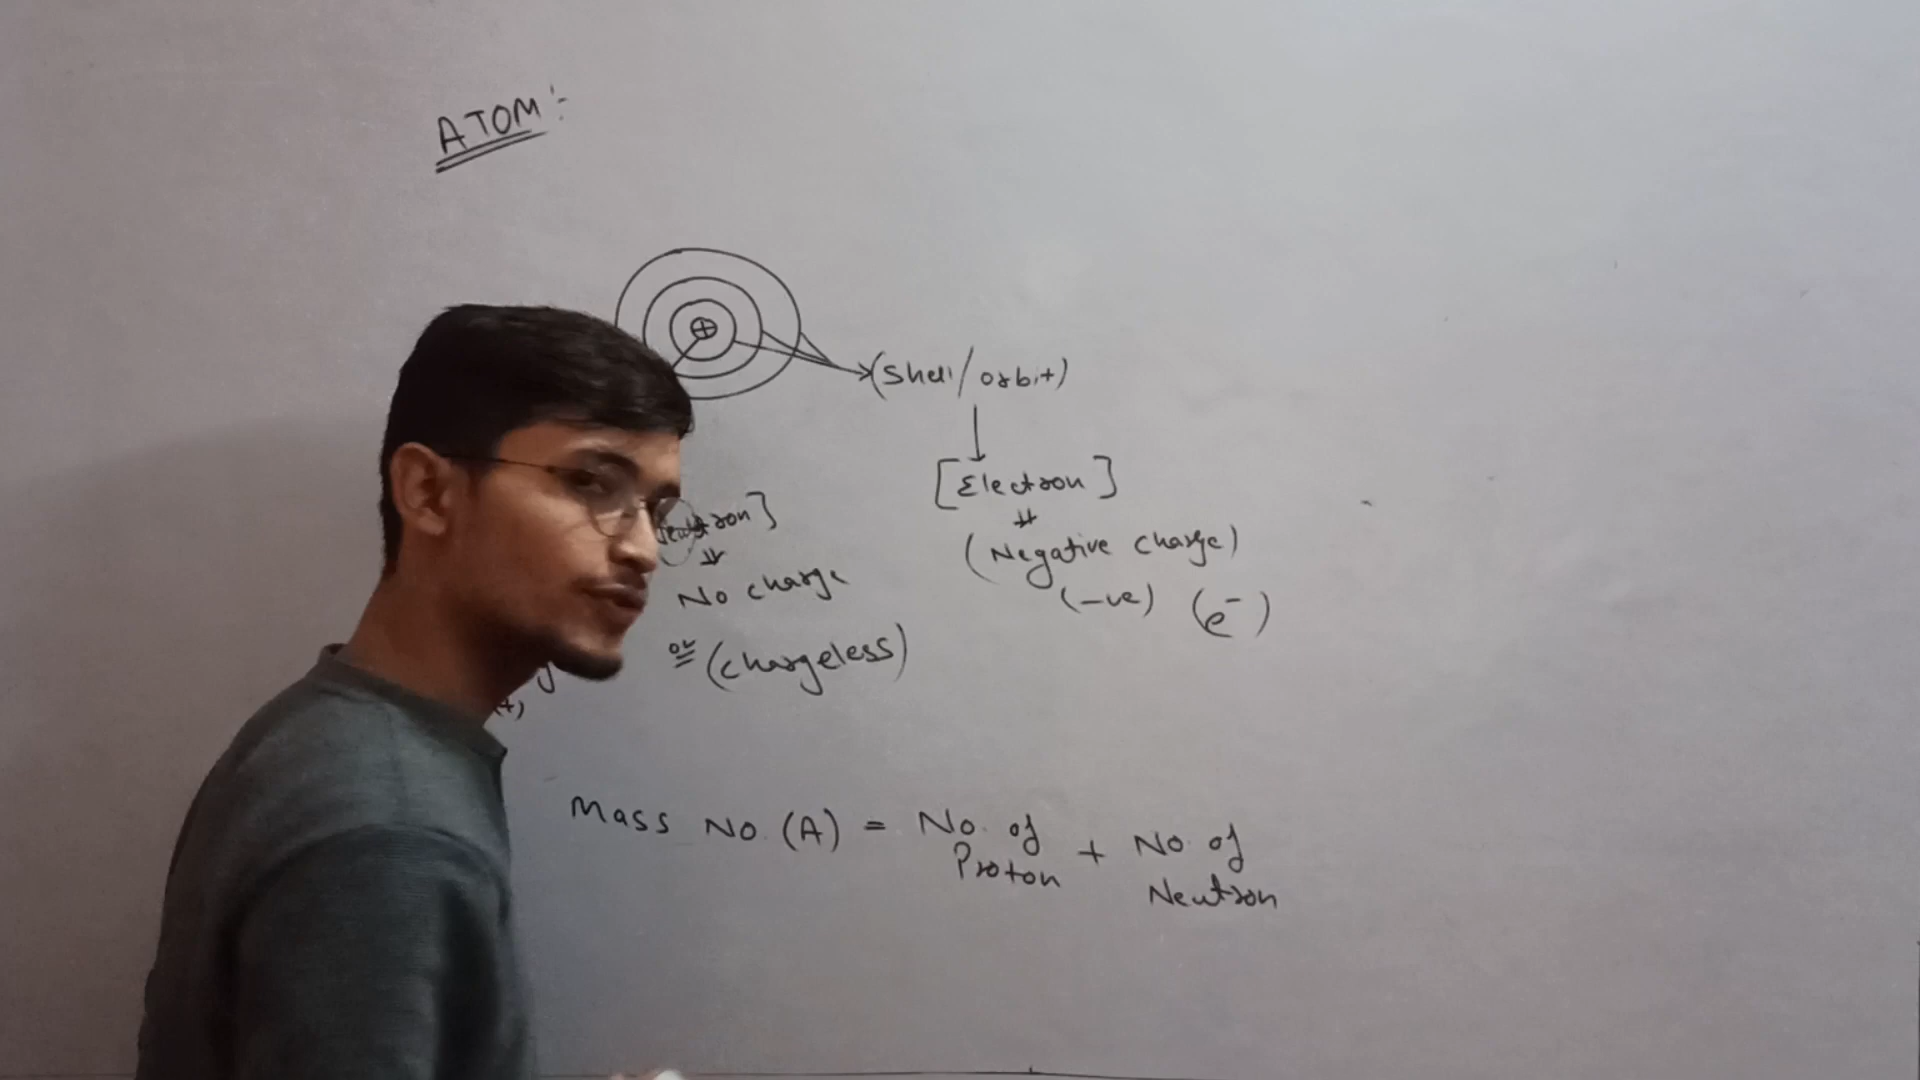 ATOM :-
(Shell/orbit)
[Electron]
(Negative charge)
(-ve) (e⁻)
No charge
or (chargeless)
Mass No. (A) = No. of Proton + No. of Neutron